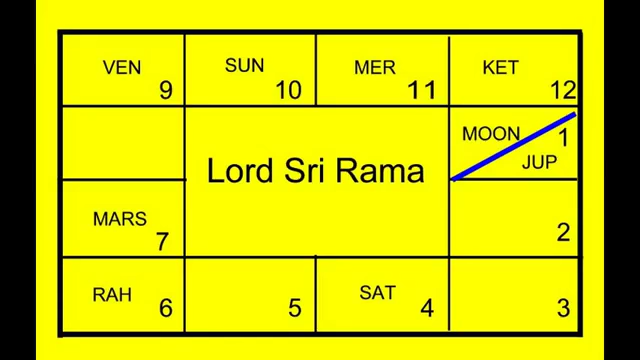 VEN 9
SUN 10
MER 11
KET 12
MOON 1
JUP
Lord Sri Rama
MARS 7
2
RAH 6
5
SAT 4
3